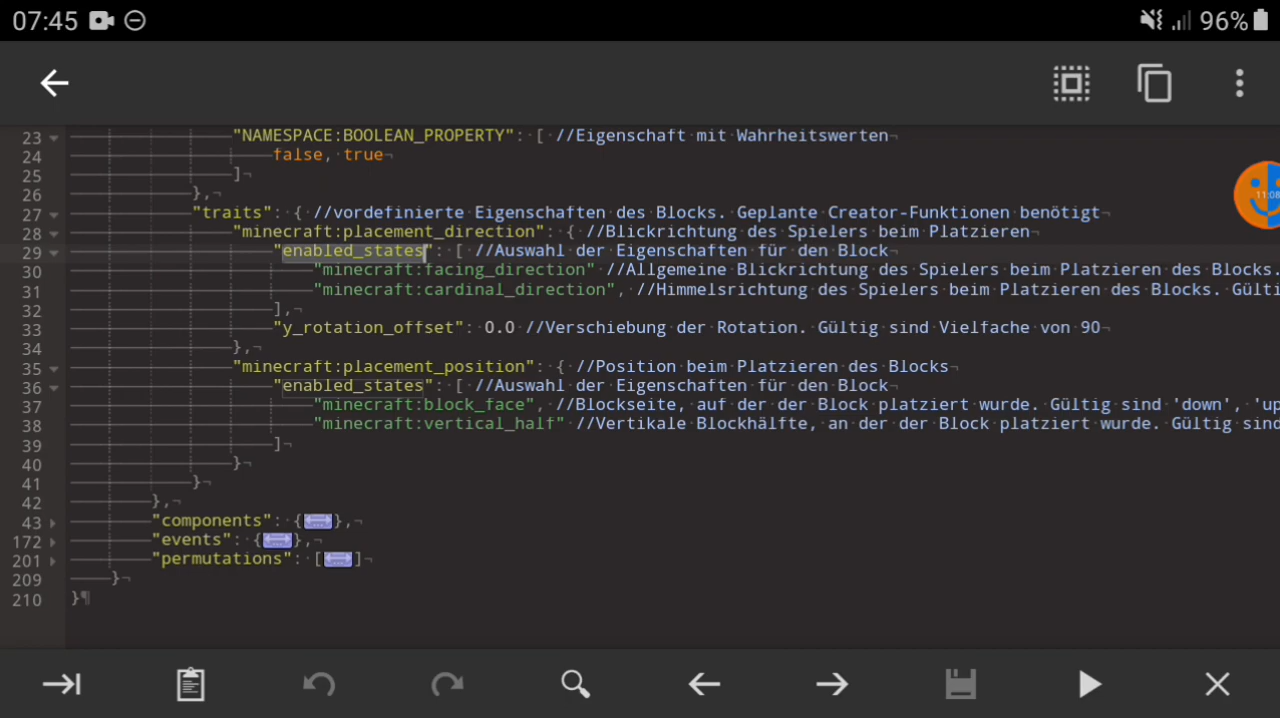 07:45 96%
23 "NAMESPACE:BOOLEAN_PROPERTY": [ //Eigenschaft mit Wahrheitswerten
24 false, true
25 ]
26 },
27 "traits": { //vordefinierte Eigenschaften des Blocks. Geplante Creator-Funktionen benötigt
28 "minecraft:placement_direction": { //Blickrichtung des Spielers beim Platzieren
29 "enabled_states": [ //Auswahl der Eigenschaften für den Block
30 "minecraft:facing_direction" //Allgemeine Blickrichtung des Spielers beim Platzieren des Blocks.
31 "minecraft:cardinal_direction", //Himmelsrichtung des Spielers beim Platzieren des Blocks. Gülti
32 ],
33 "y_rotation_offset": 0.0 //Verschiebung der Rotation. Gültig sind Vielfache von 90
34 },
35 "minecraft:placement_position": { //Position beim Platzieren des Blocks
36 "enabled_states": [ //Auswahl der Eigenschaften für den Block
37 "minecraft:block_face", //Blockseite, auf der der Block platziert wurde. Gültig sind 'down', 'up
38 "minecraft:vertical_half" //Vertikale Blockhälfte, an der der Block platziert wurde. Gültig sind
39 ]
40 }
41 }
42 },
43 "components": {...},
172 "events": {...},
201 "permutations": [...]
209 }
210 }
11:08